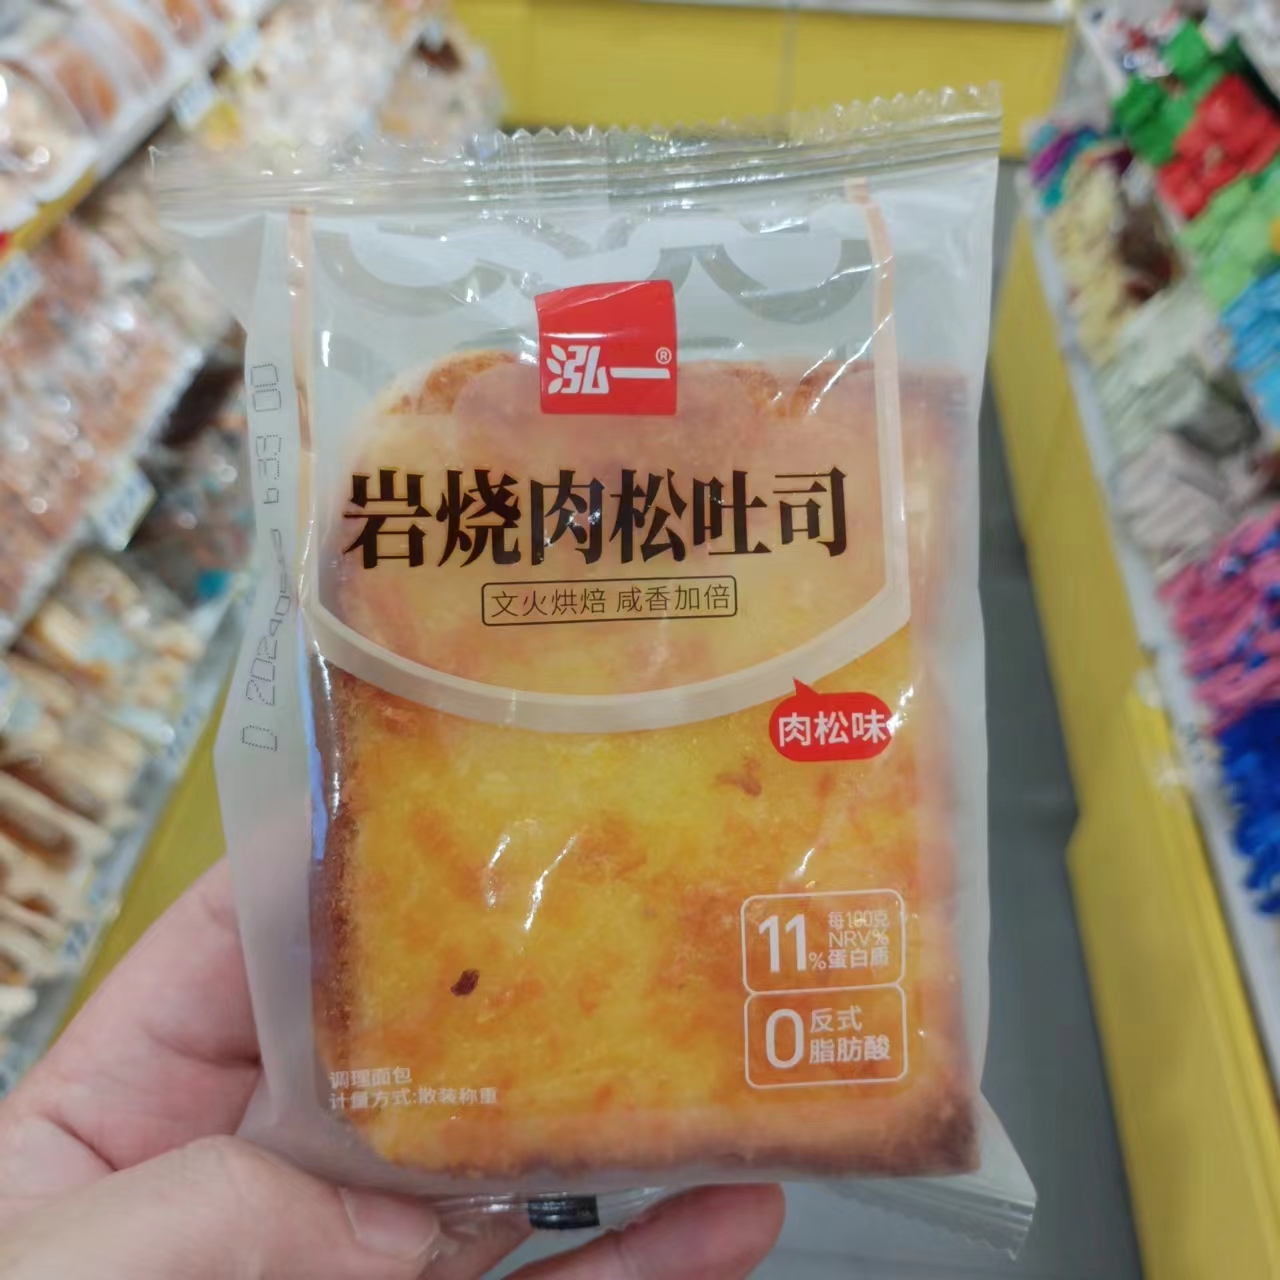 泓一®
岩烧肉松吐司
文火烘焙 咸香加倍
肉松味
11%
每100克
NRV%
蛋白质
0
反式
脂肪酸
调理面包
计量方式:散装称重